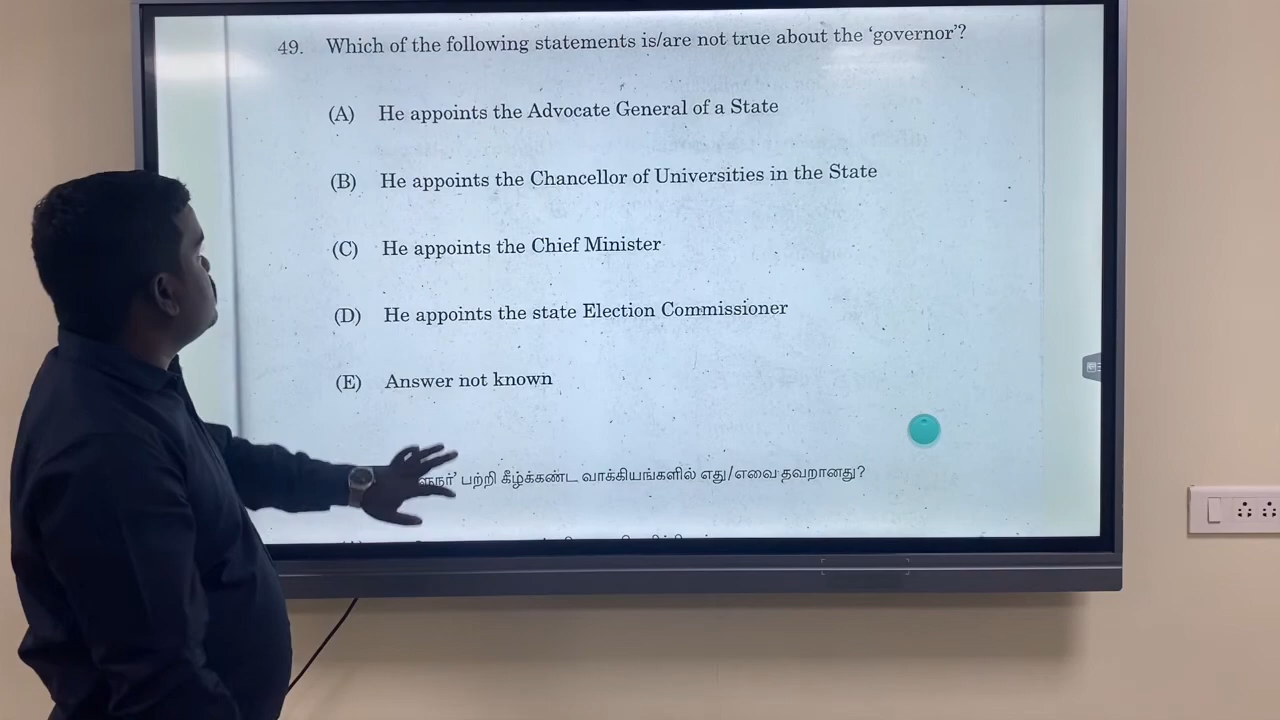 49. Which of the following statements is/are not true about the ‘governor’?
(A) He appoints the Advocate General of a State
(B) He appoints the Chancellor of Universities in the State
(C) He appoints the Chief Minister
(D) He appoints the state Election Commissioner
(E) Answer not known
பற்றி கீழ்க்கண்ட வாக்கியங்களில் எது/எவை தவறானது?